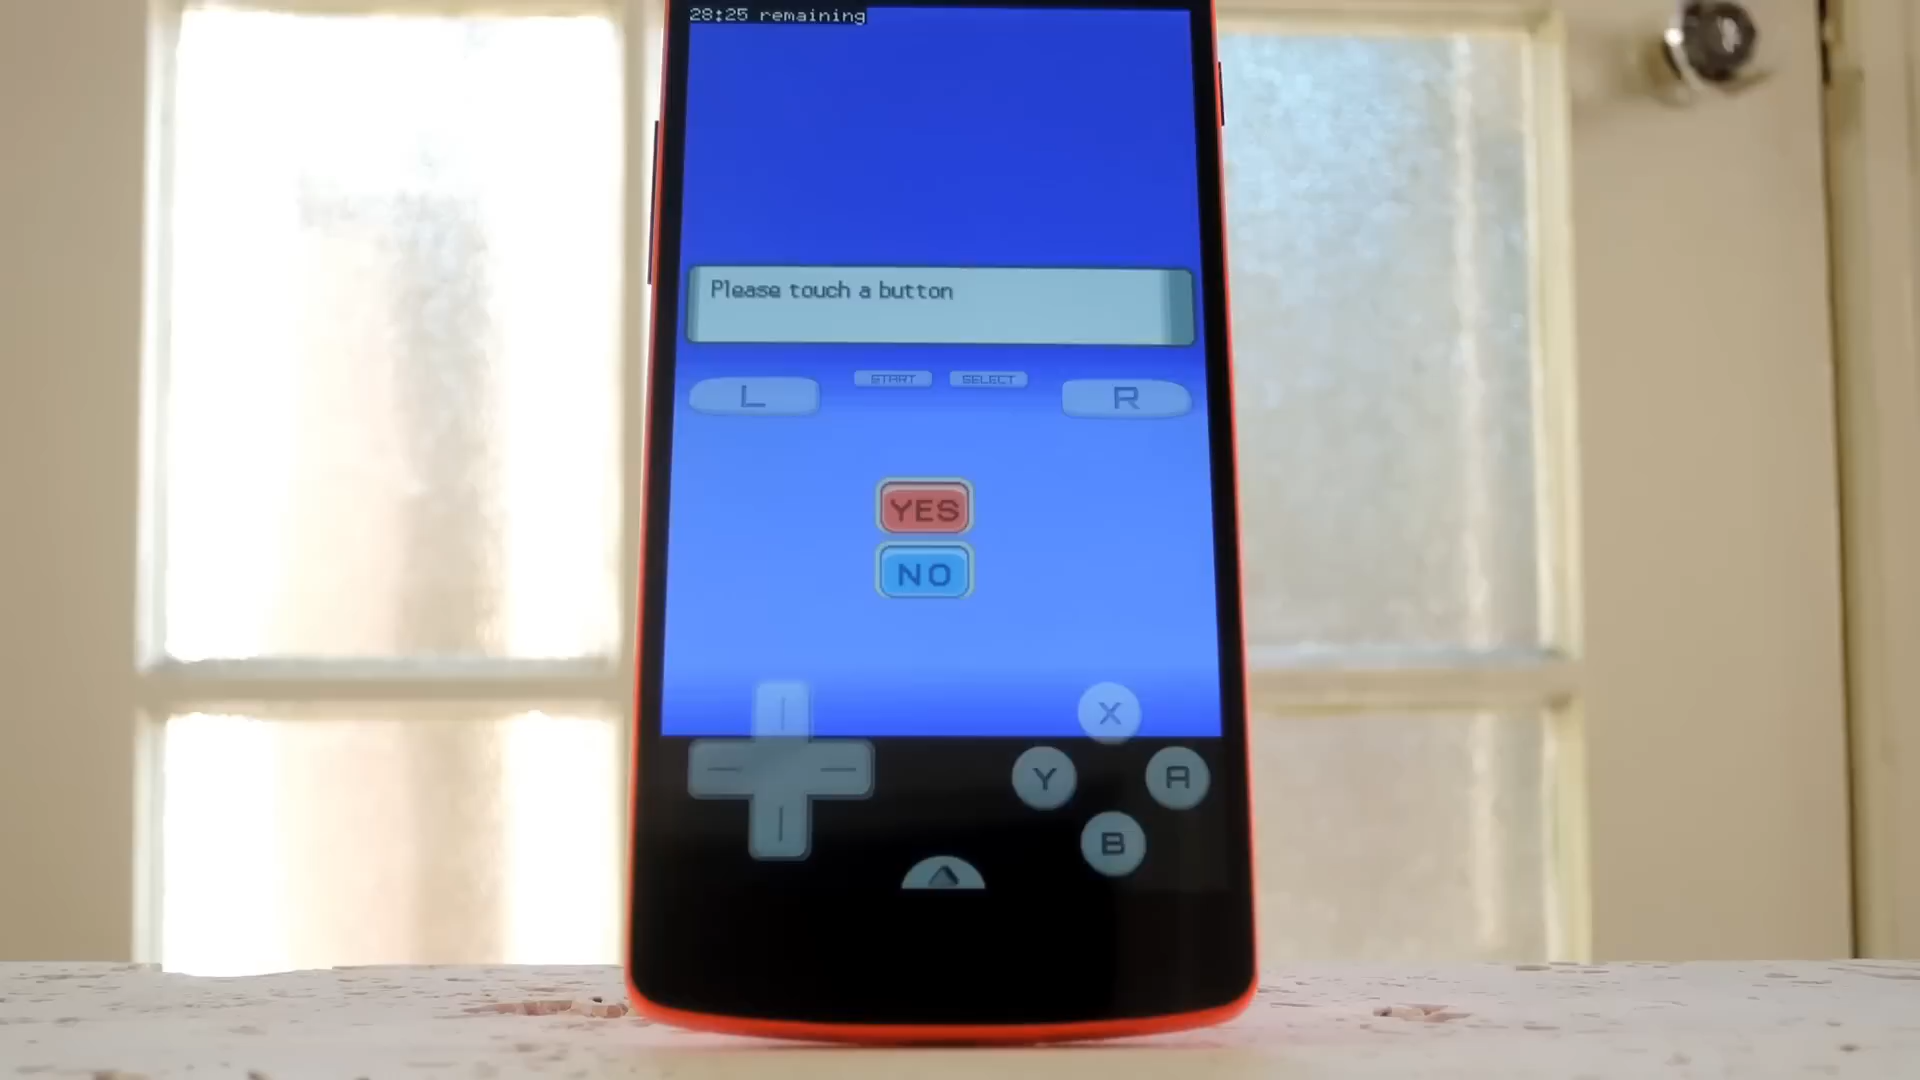 28:25 remaining
Please touch a button
START SELECT
L R
YES
NO
X
Y A
B